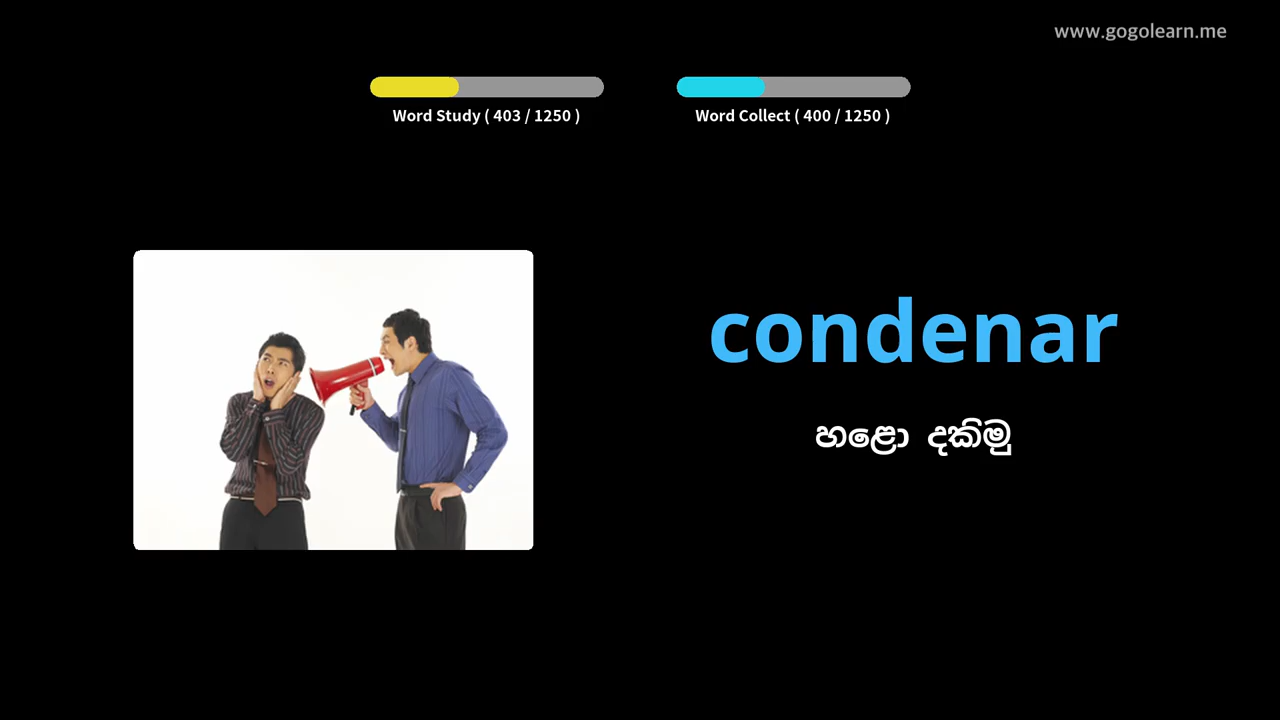 www.gogolearn.me
Word Study ( 403 / 1250 )
Word Collect ( 400 / 1250 )
condenar
හළො දකිමු